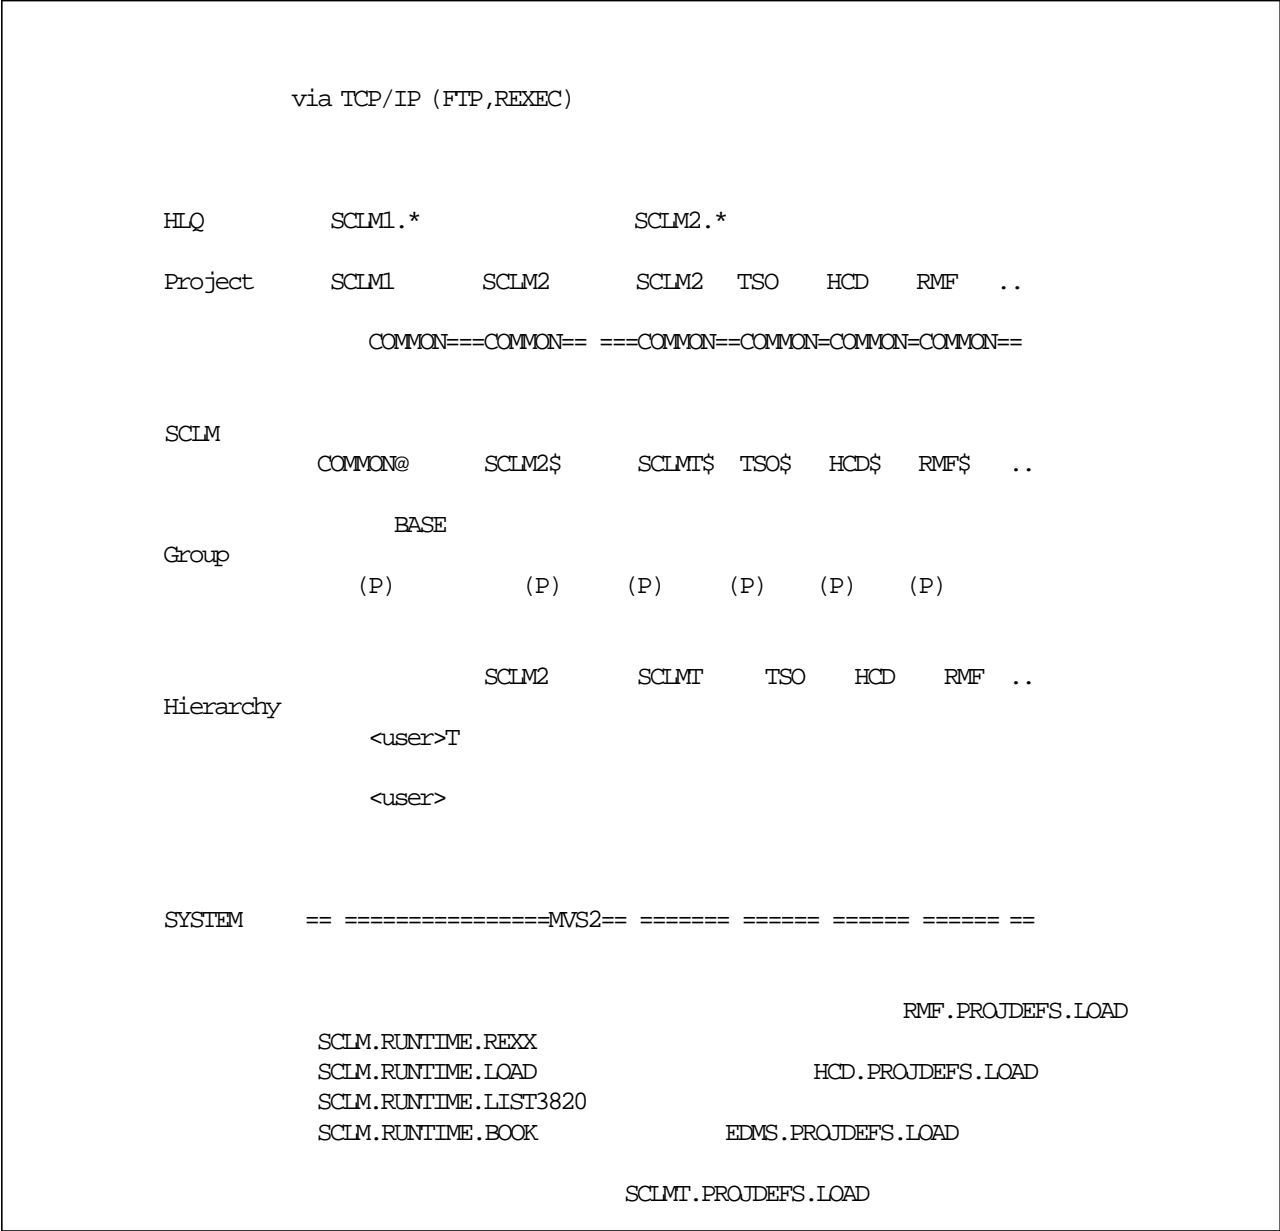 via TCP/IP (FTP,REXEC)
HLQ SCLM1.* SCLM2.*
Project SCLM1 SCLM2 SCLM2 TSO HCD RMF ..
COMMON===COMMON== ===COMMON==COMMON=COMMON=COMMON==
SCLM
COMMON@ SCLM2$ SCLMT$ TSO$ HCD$ RMF$ ..
BASE
Group
(P) (P) (P) (P) (P) (P)
SCLM2 SCLMT TSO HCD RMF ..
Hierarchy
<user>T
<user>
SYSTEM == ================MVS2== ======= ====== ====== ====== ==
RMF.PROJDEFS.LOAD
SCLM.RUNTIME.REXX
SCLM.RUNTIME.LOAD HCD.PROJDEFS.LOAD
SCLM.RUNTIME.LIST3820
SCLM.RUNTIME.BOOK EDMS.PROJDEFS.LOAD
SCLMT.PROJDEFS.LOAD